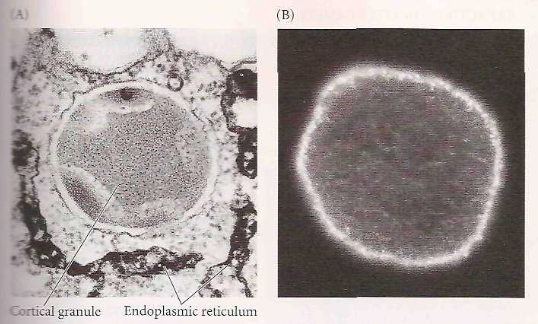 (A)
(B)
Cortical granule
Endoplasmic reticulum